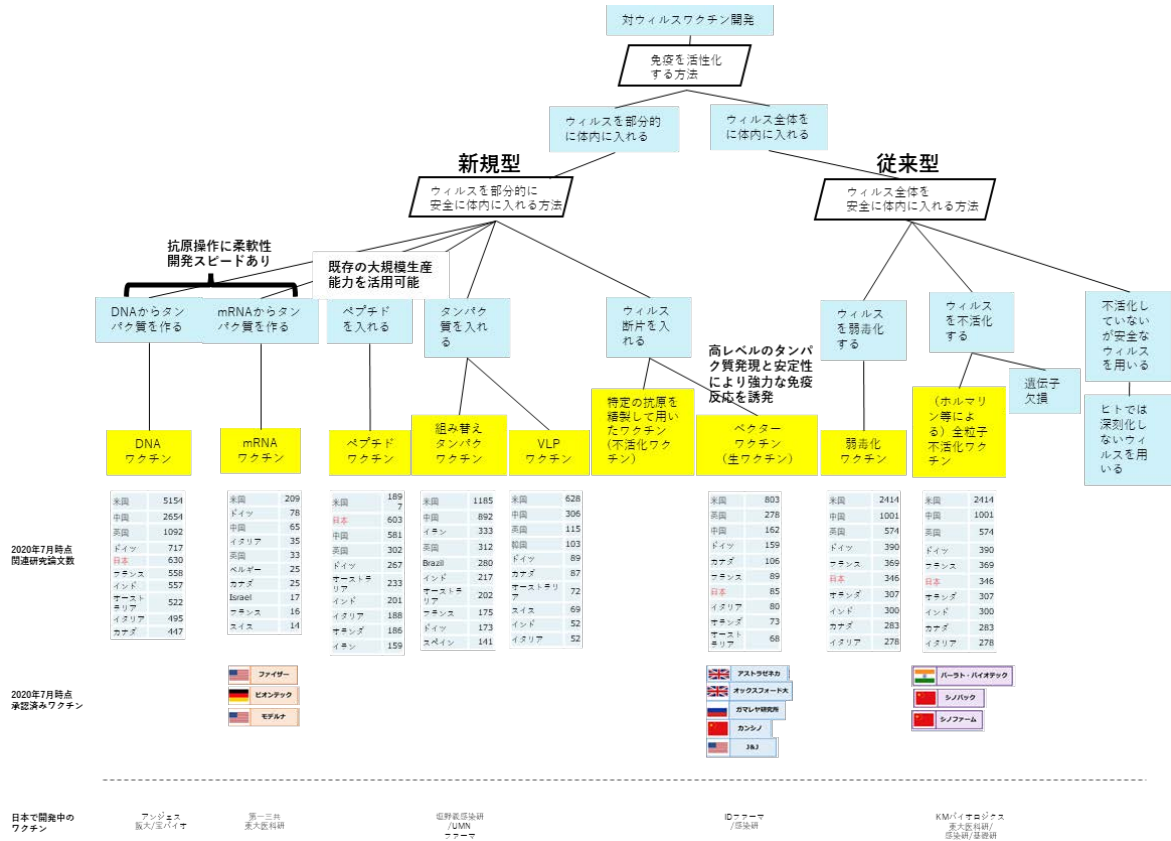 対ウィルスワクチン開発
免疫を活性化
する方法
ウィルスを部分的
に体内に入れる
ウィルス全体を
に体内に入れる
新規型
従来型
ウィルスを部分的に
安全に体内に入れる方法
ウィルス全体を
安全に体内に入れる方法
抗原操作に柔軟性
開発スピードあり
既存の大規模生産
能力を活用可能
DNAからタン
パク質を作る
mRNAからタン
パク質を作る
ペプチド
を入れる
タンパク
質を入れ
る
ウィルス
断片を入
れる
ウィルス
を弱毒化
する
ウィルス
を不活化
する
不活化し
ていない
が安全な
ウィルス
を用いる
高レベルのタンパ
ク質発現と安定性
により強力な免疫
反応を誘発
遺伝子
欠損
DNA
ワクチン
mRNA
ワクチン
ペプチド
ワクチン
組み替え
タンパク
ワクチン
VLP
ワクチン
特定の抗原を
精製して用い
たワクチン
(不活化ワク
チン)
ベクター
ワクチン
(生ワクチン)
弱毒化
ワクチン
(ホルマリ
ン等によ
る)全粒子
不活化ワク
チン
ヒトでは
深刻化し
ないウィ
ルスを用
いる
2020年7月時点
関連研究論文数
米国 5154
中国 2654
英国 1092
ドイツ 717
日本 630
フランス 558
インド 557
オースト
ラリア 522
イタリア 495
カナダ 447
米国 209
ドイツ 78
中国 65
イタリア 35
英国 33
ベルギー 25
カナダ 25
Israel 17
フランス 16
スイス 14
米国 189
7
日本 603
中国 581
英国 302
ドイツ 267
オーストラ
リア 233
インド 201
イタリア 188
オランダ 186
イラン 159
米国 1185
中国 892
イラン 333
英国 312
Brazil 280
インド 217
オーストラ
リア 202
フランス 175
ドイツ 173
スペイン 141
米国 628
中国 306
英国 115
韓国 103
ドイツ 89
カナダ 87
オーストラリ
ア 72
スイス 69
インド 52
イタリア 52
米国 803
英国 278
中国 162
ドイツ 159
カナダ 106
フランス 89
日本 85
イタリア 80
オランダ 73
オースト
ラリア 68
米国 2414
中国 1001
英国 574
ドイツ 390
フランス 369
日本 346
オランダ 307
インド 300
カナダ 283
イタリア 278
米国 2414
中国 1001
英国 574
ドイツ 390
フランス 369
日本 346
オランダ 307
インド 300
カナダ 283
イタリア 278
2020年7月時点
承認済みワクチン
ファイザー
ビオンテック
モデルナ
アストラゼネカ
オックスフォード大
ガマレヤ研究所
カンシノ
J&J
バーラト・バイオテック
シノバック
シノファーム
日本で開発中の
ワクチン
アンジェス
阪大/宝バイオ
第一三共
東大医科研
塩野義感染研
/UMN
ファーマ
IDファーマ
/感染研
KMバイオロジクス
東大医科研/
感染研/基礎研